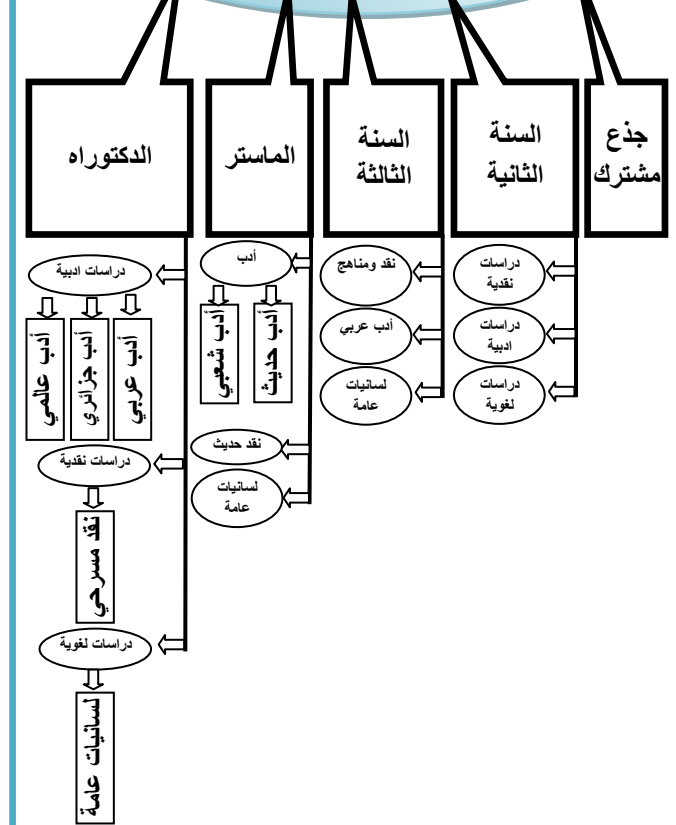 جذع
مشترك
السنة
الثانية
دراسات
نقدية
دراسات
ادبية
دراسات
لغوية
السنة
الثالثة
نقد ومناهج
أدب عربي
لسانيات
عامة
الماستر
أدب
أدب حديث
أدب شعبي
نقد حديث
لسانيات
عامة
الدكتوراه
دراسات ادبية
أدب عربي
أدب جزائري
أدب عالمي
دراسات نقدية
نقد مسرحي
دراسات لغوية
لسانيات عامة